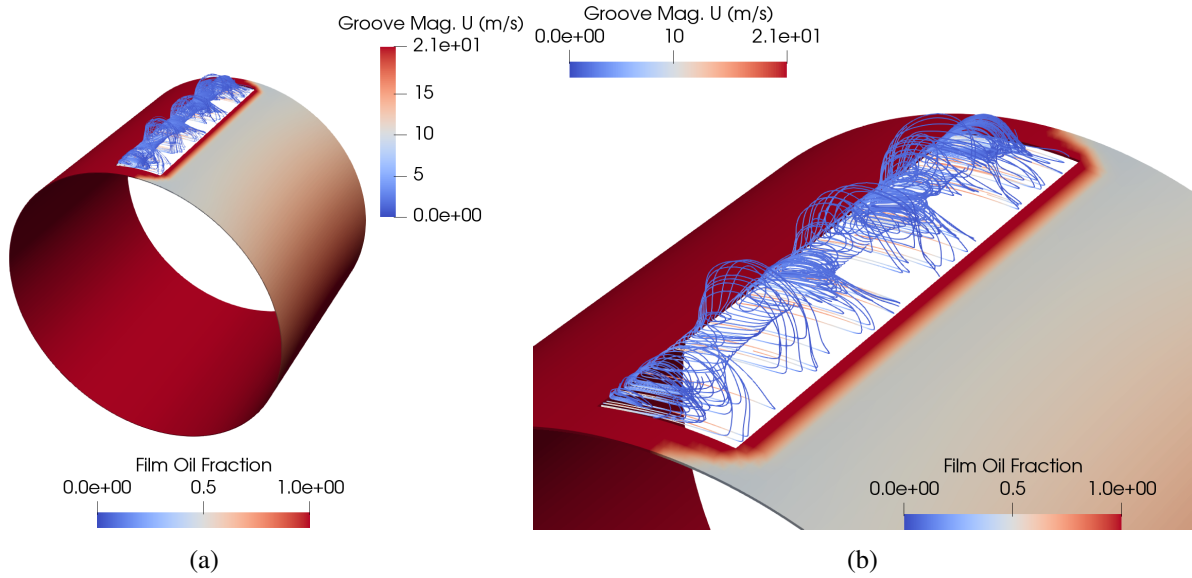 Groove Mag. U (m/s)
2.1e+01
15
10
5
0.0e+00
Film Oil Fraction
0.0e+00 0.5 1.0e+00
(a)
Groove Mag. U (m/s)
0.0e+00 10 2.1e+01
Film Oil Fraction
0.0e+00 0.5 1.0e+00
(b)